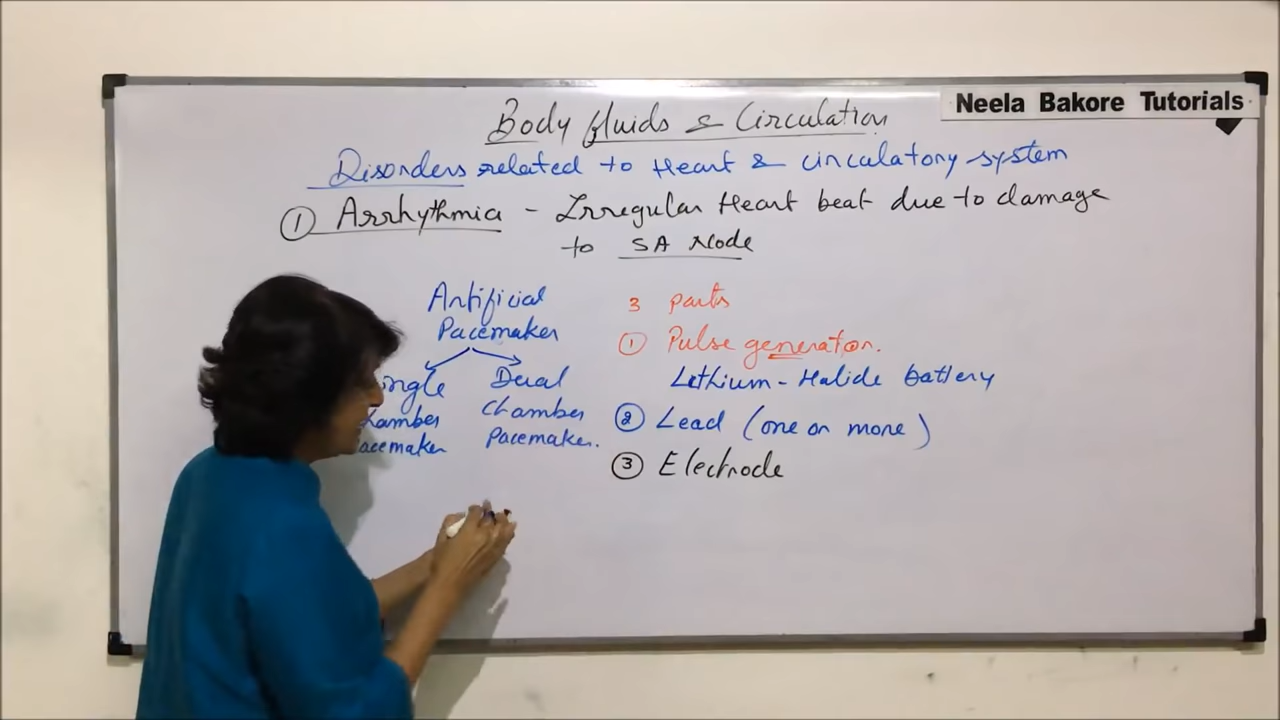 Neela Bakore Tutorials
Body fluids & Circulation
Disorders related to Heart & circulatory system
① Arrhythmia - Irregular Heart beat due to damage
to SA Node
Artificial
Pacemaker
Dual
Chamber
Pacemaker.
3 parts
① Pulse generator.
Lithium - Halide battery
② Lead (one or more)
③ Electrode